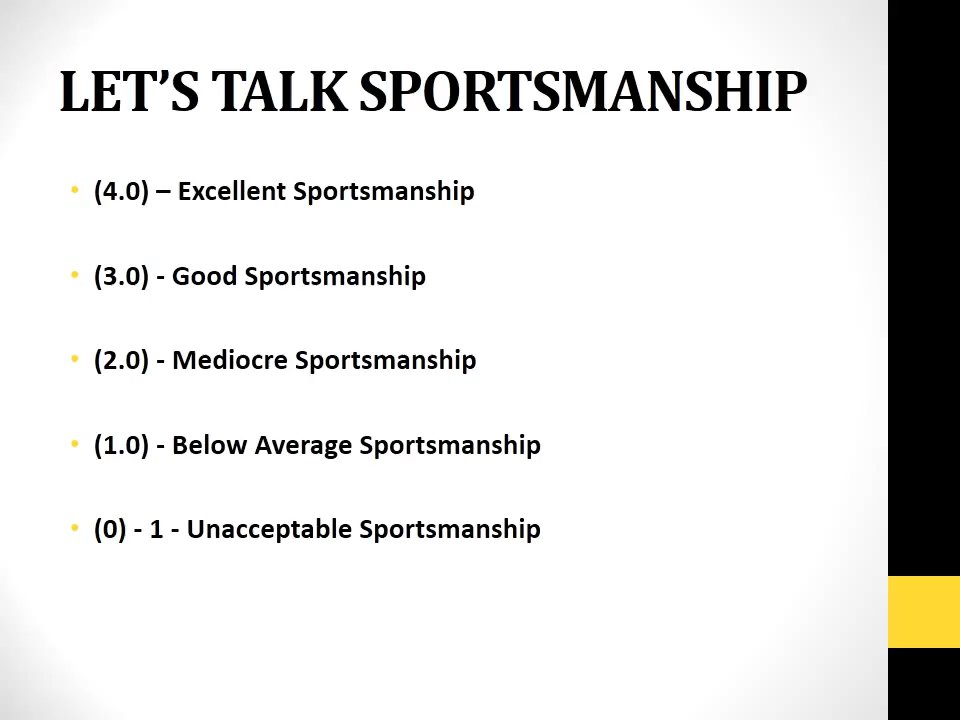 LET’S TALK SPORTSMANSHIP
• (4.0) – Excellent Sportsmanship
• (3.0) - Good Sportsmanship
• (2.0) - Mediocre Sportsmanship
• (1.0) - Below Average Sportsmanship
• (0) - 1 - Unacceptable Sportsmanship